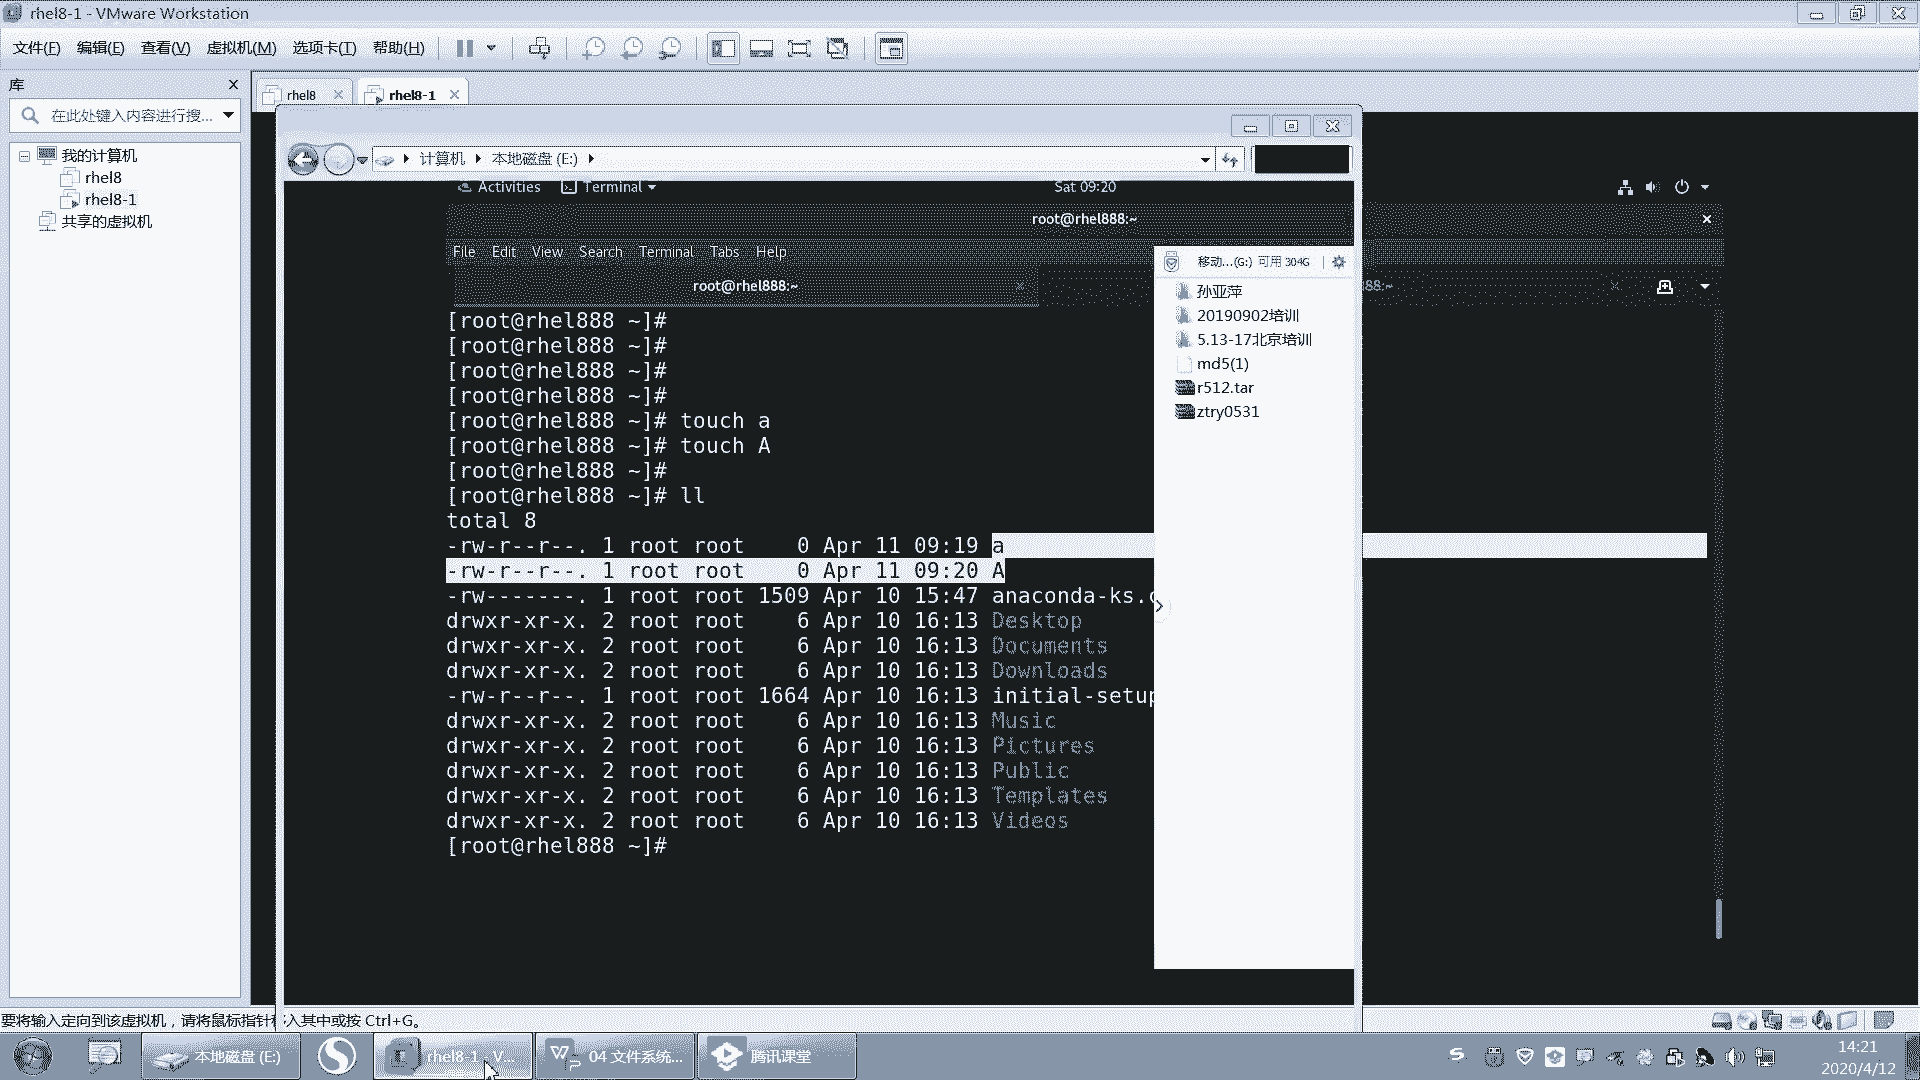 rhel8-1 - VMware Workstation
文件(F) 编辑(E) 查看(V) 虚拟机(M) 选项卡(T) 帮助(H)
库
在此处键入内容进行搜...
我的计算机
rhel8
rhel8-1
共享的虚拟机
rhel8
rhel8-1
计算机 本地磁盘 (E:)
Activities Terminal Sat 09:20
root@rhel888:~
File Edit View Search Terminal Tabs Help
root@rhel888:~
88:~
[root@rhel888 ~]#
[root@rhel888 ~]#
[root@rhel888 ~]#
[root@rhel888 ~]#
[root@rhel888 ~]# touch a
[root@rhel888 ~]# touch A
[root@rhel888 ~]#
[root@rhel888 ~]# ll
total 8
-rw-r--r--. 1 root root 0 Apr 11 09:19 a
-rw-r--r--. 1 root root 0 Apr 11 09:20 A
-rw-------. 1 root root 1509 Apr 10 15:47 anaconda-ks.c
drwxr-xr-x. 2 root root 6 Apr 10 16:13 Desktop
drwxr-xr-x. 2 root root 6 Apr 10 16:13 Documents
drwxr-xr-x. 2 root root 6 Apr 10 16:13 Downloads
-rw-r--r--. 1 root root 1664 Apr 10 16:13 initial-setup
drwxr-xr-x. 2 root root 6 Apr 10 16:13 Music
drwxr-xr-x. 2 root root 6 Apr 10 16:13 Pictures
drwxr-xr-x. 2 root root 6 Apr 10 16:13 Public
drwxr-xr-x. 2 root root 6 Apr 10 16:13 Templates
drwxr-xr-x. 2 root root 6 Apr 10 16:13 Videos
[root@rhel888 ~]#
移动...(G:) 可用 304G
孙亚萍
20190902培训
5.13-17北京培训
md5(1)
r512.tar
ztry0531
要将输入定向到该虚拟机，请将鼠标指针移入其中或按 Ctrl+G。
本地磁盘 (E:)
rhel8-1 - V...
04 文件系统...
腾讯课堂
14:21
2020/4/12